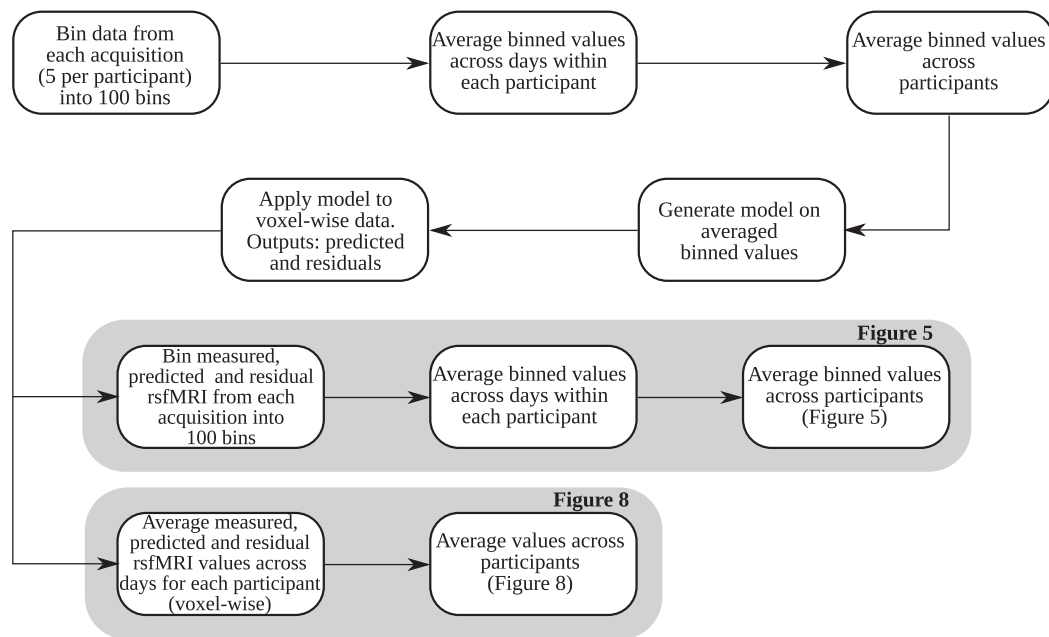 Bin data from
each acquisition
(5 per participant)
into 100 bins
Average binned values
across days within
each participant
Average binned values
across
participants
Apply model to
voxel-wise data.
Outputs: predicted
and residuals
Generate model on
averaged
binned values
Figure 5
Bin measured,
predicted and residual
rsfMRI from each
acquisition into
100 bins
Average binned values
across days within
each participant
Average binned values
across participants
(Figure 5)
Figure 8
Average measured,
predicted and residual
rsfMRI values across
days for each participant
(voxel-wise)
Average values across
participants
(Figure 8)